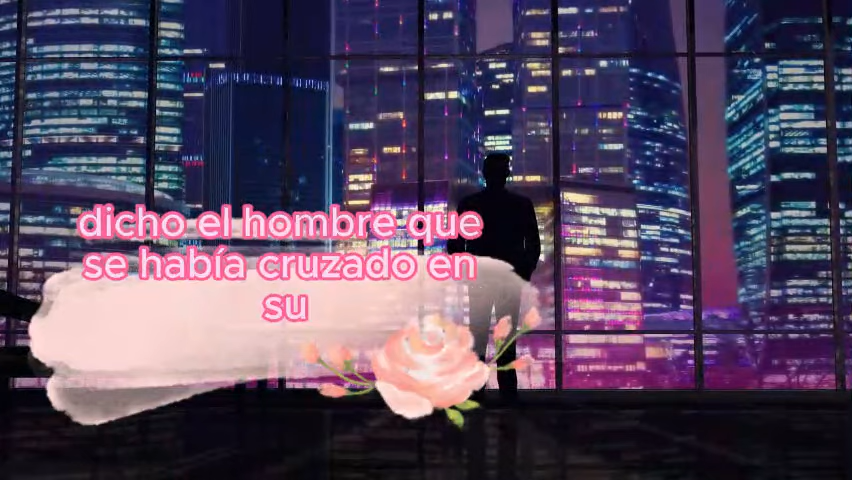 dicho el hombre que
se había cruzado en
su